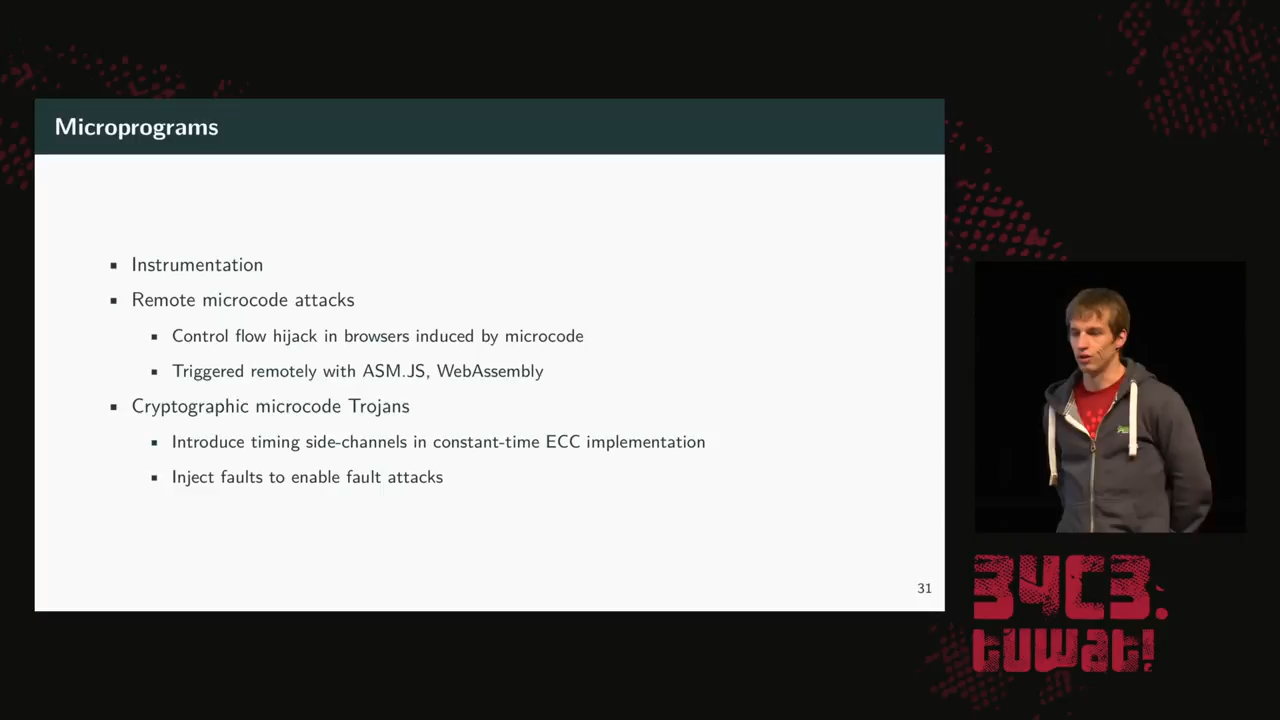 Microprograms
▪ Instrumentation
▪ Remote microcode attacks
▪ Control flow hijack in browsers induced by microcode
▪ Triggered remotely with ASM.JS, WebAssembly
▪ Cryptographic microcode Trojans
▪ Introduce timing side-channels in constant-time ECC implementation
▪ Inject faults to enable fault attacks
31
34C3.
tuwat!